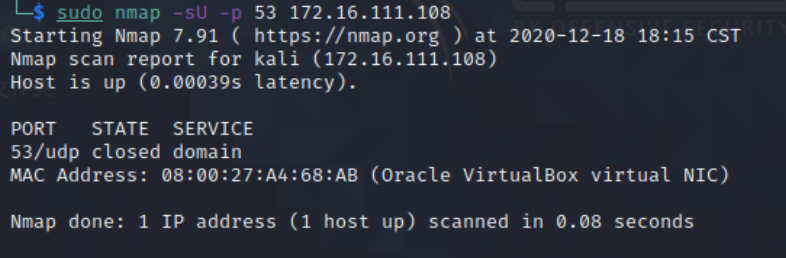 └─$ sudo nmap -sU -p 53 172.16.111.108
Starting Nmap 7.91 ( https://nmap.org ) at 2020-12-18 18:15 CST
Nmap scan report for kali (172.16.111.108)
Host is up (0.00039s latency).
PORT   STATE  SERVICE
53/udp closed domain
MAC Address: 08:00:27:A4:68:AB (Oracle VirtualBox virtual NIC)
Nmap done: 1 IP address (1 host up) scanned in 0.08 seconds
BY OFFENSIVE SECURITY